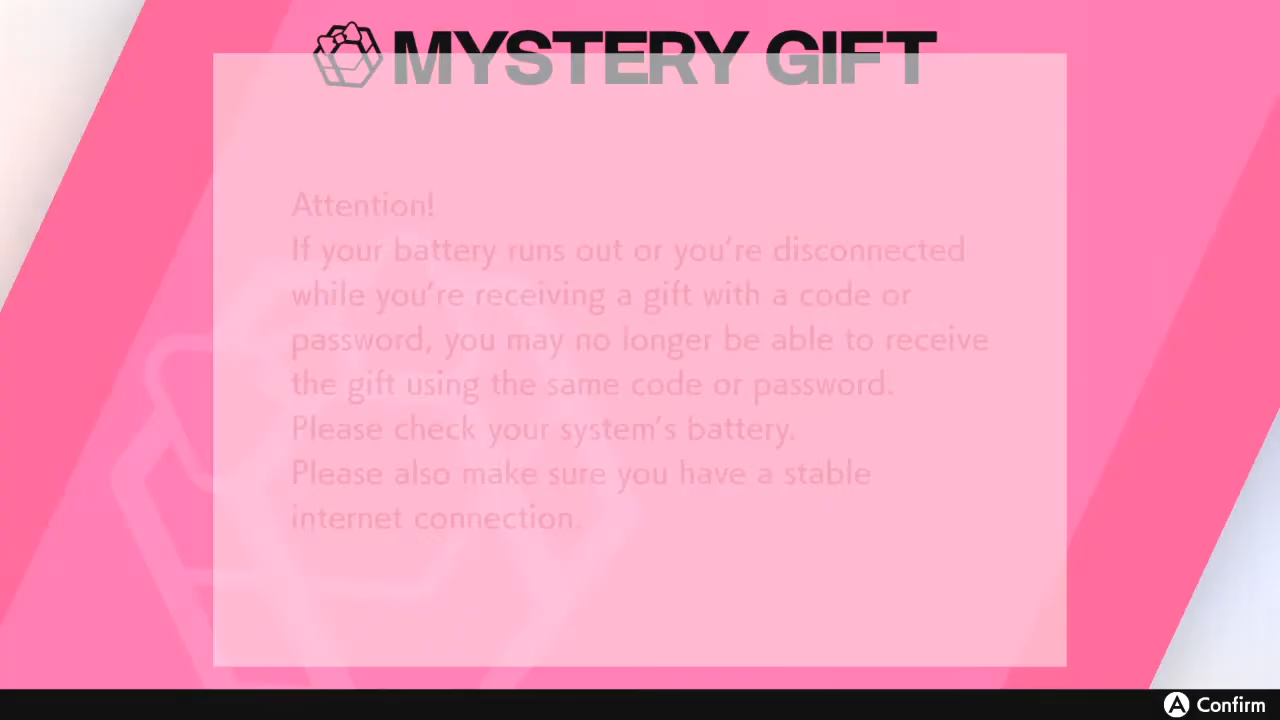 MYSTERY GIFT
Attention!
If your battery runs out or you're disconnected
while you're receiving a gift with a code or
password, you may no longer be able to receive
the gift using the same code or password.
Please check your system's battery.
Please also make sure you have a stable
internet connection.
A Confirm